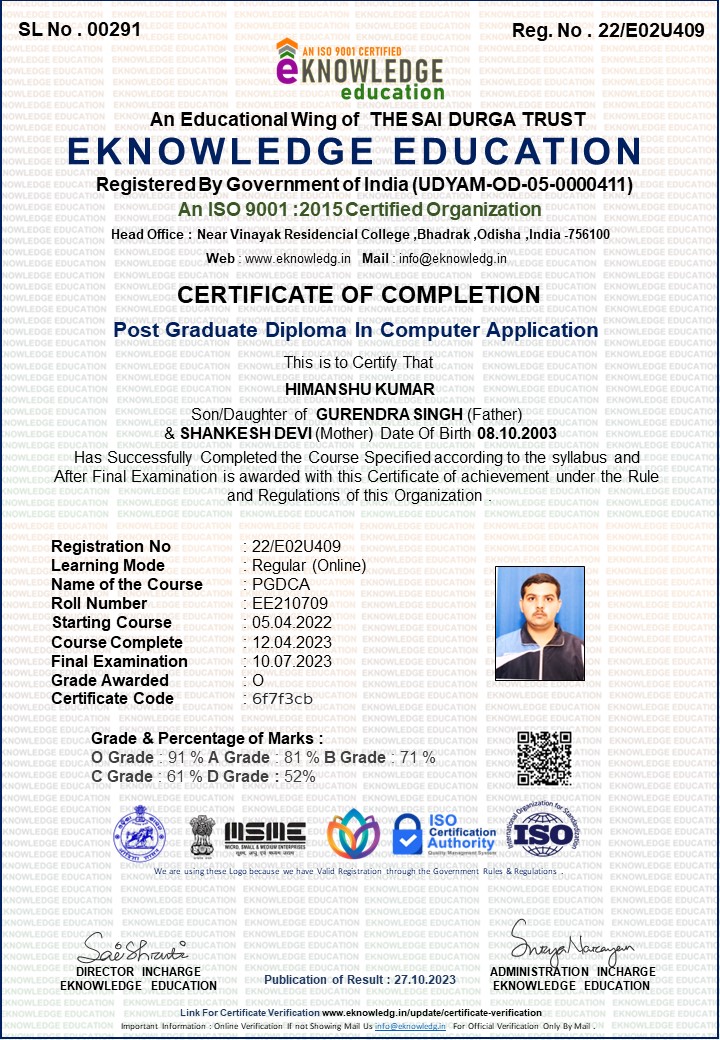 SL No . 00291
Reg. No . 22/E02U409
AN ISO 9001 CERTIFIED
eKNOWLEDGE
education
An Educational Wing of THE SAI DURGA TRUST
EKNOWLEDGE EDUCATION
Registered By Government of India (UDYAM-OD-05-0000411)
An ISO 9001 :2015 Certified Organization
Head Office : Near Vinayak Residencial College ,Bhadrak ,Odisha ,India -756100
Web : www.eknowledg.in Mail : info@eknowledg.in
CERTIFICATE OF COMPLETION
Post Graduate Diploma In Computer Application
This is to Certify That
HIMANSHU KUMAR
Son/Daughter of GURENDRA SINGH (Father)
& SHANKESH DEVI (Mother) Date Of Birth 08.10.2003
Has Successfully Completed the Course Specified according to the syllabus and
After Final Examination is awarded with this Certificate of achievement under the Rule
and Regulations of this Organization .
Registration No : 22/E02U409
Learning Mode : Regular (Online)
Name of the Course : PGDCA
Roll Number : EE210709
Starting Course : 05.04.2022
Course Complete : 12.04.2023
Final Examination : 10.07.2023
Grade Awarded : O
Certificate Code : 6f7f3cb
Grade & Percentage of Marks :
O Grade : 91 % A Grade : 81 % B Grade : 71 %
C Grade : 61 % D Grade : 52%
MSME
MICRO, SMALL & MEDIUM ENTERPRISES
सूक्ष्म, लघु एवं मध्यम उद्यम
ISO
Certification
Authority
Quality Management System
International Organization for Standardization
ISO
We are using these Logo because we have Valid Registration through the Government Rules & Regulations .
Sai Shruti
DIRECTOR INCHARGE
EKNOWLEDGE EDUCATION
Publication of Result : 27.10.2023
Surya Narayan
ADMINISTRATION INCHARGE
EKNOWLEDGE EDUCATION
Link For Certificate Verification www.eknowledg.in/update/certificate-verification
Important Information : Online Verification If not Showing Mail Us info@eknowledg.in For Official Verification Only By Mail .